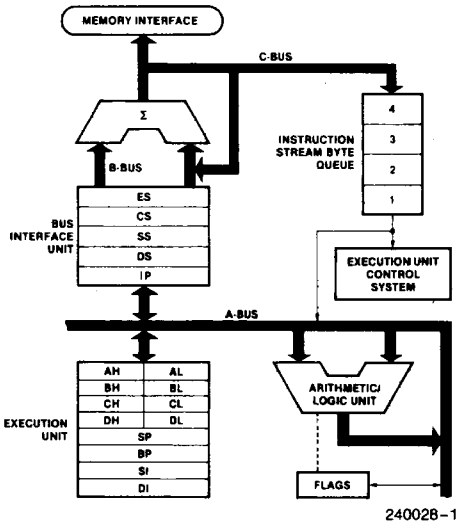 MEMORY INTERFACE
C-BUS
Σ
B-BUS
4
3
2
1
INSTRUCTION
STREAM BYTE
QUEUE
ES
CS
SS
DS
IP
BUS
INTERFACE
UNIT
EXECUTION UNIT
CONTROL
SYSTEM
A-BUS
AH AL
BH BL
CH CL
DH DL
SP
BP
SI
DI
EXECUTION
UNIT
ARITHMETIC/
LOGIC UNIT
FLAGS
240028-1